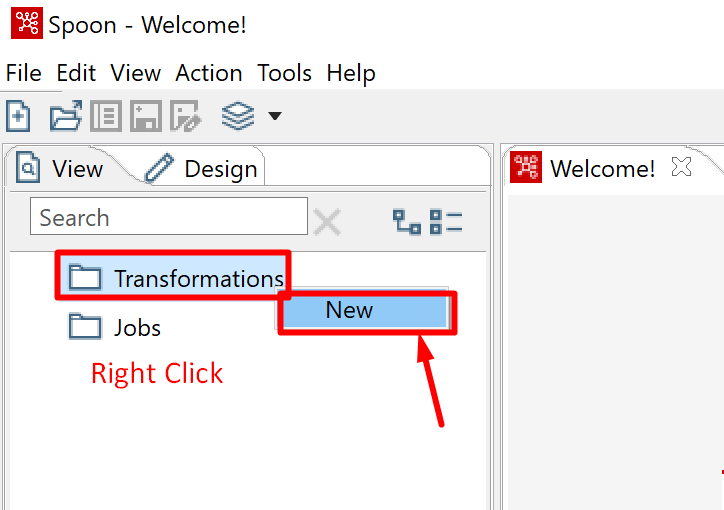 Spoon - Welcome!
File Edit View Action Tools Help
View Design Welcome!
Search
Transformations
New
Jobs
Right Click